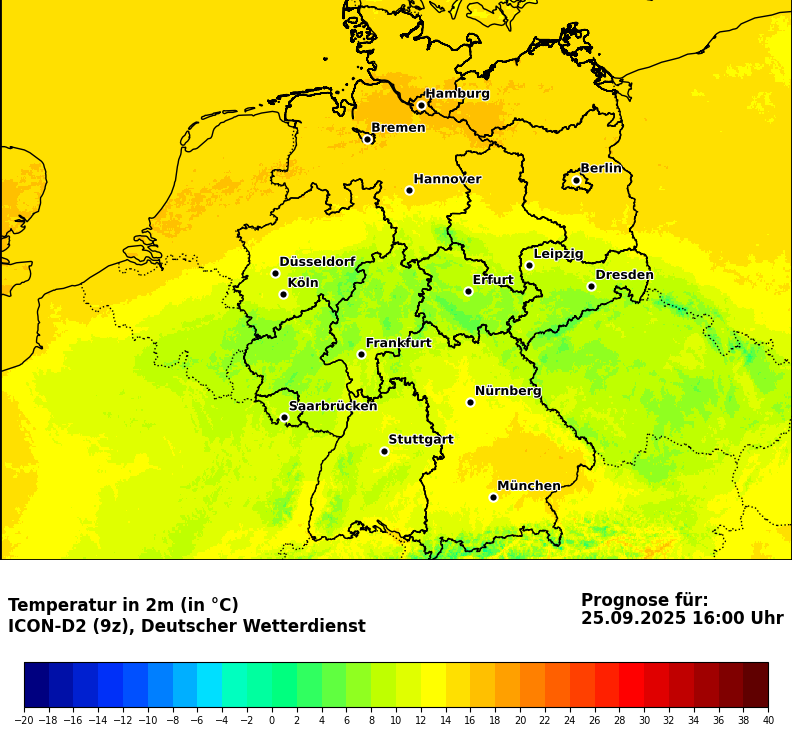 Hamburg
Bremen
Berlin
Hannover
Leipzig
Düsseldorf
Dresden
Köln
Erfurt
Frankfurt
Nürnberg
Saarbrücken
Stuttgart
München
Temperatur in 2m (in °C)
ICON-D2 (9z), Deutscher Wetterdienst
Prognose für:
25.09.2025 16:00 Uhr
−20 −18 −16 −14 −12 −10 −8 −6 −4 −2 0 2 4 6 8 10 12 14 16 18 20 22 24 26 28 30 32 34 36 38 40